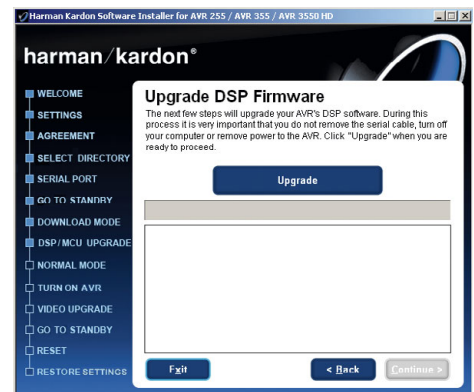 Harman Kardon Software Installer for AVR 255 / AVR 355 / AVR 3550 HD
harman/kardon®
WELCOME
SETTINGS
AGREEMENT
SELECT DIRECTORY
SERIAL PORT
GO TO STANDBY
DOWNLOAD MODE
DSP/MCU UPGRADE
NORMAL MODE
TURN ON AVR
VIDEO UPGRADE
GO TO STANDBY
RESET
RESTORE SETTINGS
Upgrade DSP Firmware
The next few steps will upgrade your AVR's DSP software. During this
process it is very important that you do not remove the serial cable, turn off
your computer or remove power to the AVR. Click "Upgrade" when you are
ready to proceed.
Upgrade
Exit
< Back
Continue >